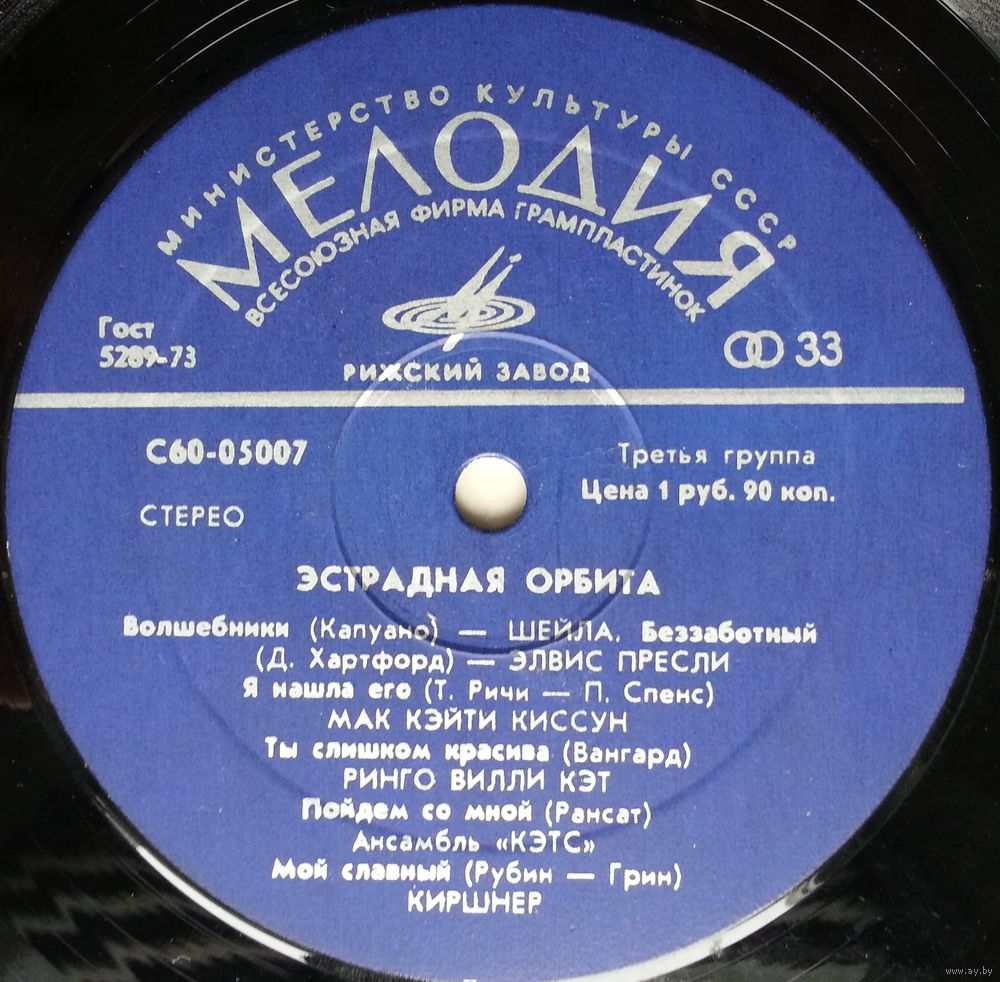 МИНИСТЕРСТВО КУЛЬТУРЫ СССР
МЕЛОДИЯ
ВСЕСОЮЗНАЯ ФИРМА ГРАМПЛАСТИНОК
Гост
5289-73
РИЖСКИЙ ЗАВОД
33
С60-05007
Третья группа
Цена 1 руб. 90 коп.
СТЕРЕО
ЭСТРАДНАЯ ОРБИТА
Волшебники (Капуано) — ШЕЙЛА. Беззаботный
(Д. Хартфорд) — ЭЛВИС ПРЕСЛИ
Я нашла его (Т. Ричи — П. Спенс)
МАК КЭЙТИ КИССУН
Ты слишком красива (Вангард)
РИНГО ВИЛЛИ КЭТ
Пойдем со мной (Рансат)
Ансамбль «КЭТС»
Мой славный (Рубин — Грин)
КИРШНЕР
www.ay.by